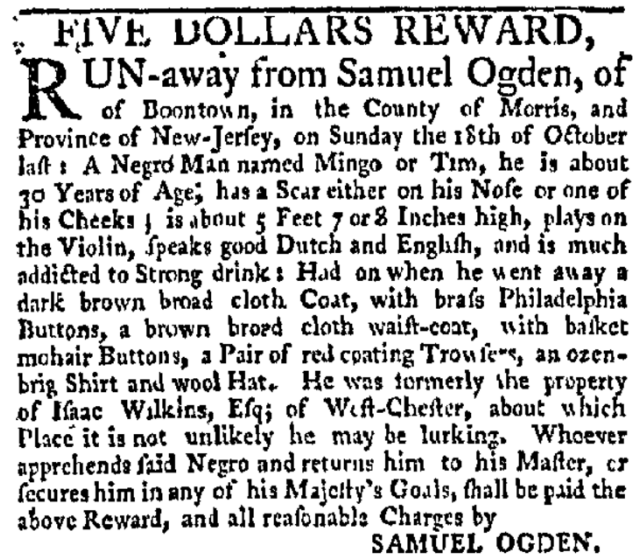 FIVE DOLLARS REWARD,
RUN-away from Samuel Ogden, of
of Boontown, in the County of Morris, and
Province of New-Jerſey, on Sunday the 18th of October
laſt: A Negro Man named Mingo or Tim, he is about
30 Years of Age; has a Scar either on his Noſe or one of
his Cheeks; is about 5 Feet 7 or 8 Inches high, plays on
the Violin, ſpeaks good Dutch and Engliſh, and is much
addicted to Strong drink: Had on when he went away a
dark brown broad cloth Coat, with braſs Philadelphia
Buttons, a brown broad cloth waiſt-coat, with baſket
mohair Buttons, a Pair of red coating Trowſers, an ozen-
brig Shirt and wool Hat. He was formerly the property
of Iſaac Wilkins, Eſq; of Weſt-Cheſter, about which
Place it is not unlikely he may be lurking. Whoever
apprehends ſaid Negro and returns him to his Maſter, or
ſecures him in any of his Majeſty's Goals, ſhall be paid the
above Reward, and all reaſonable Charges by
SAMUEL OGDEN.